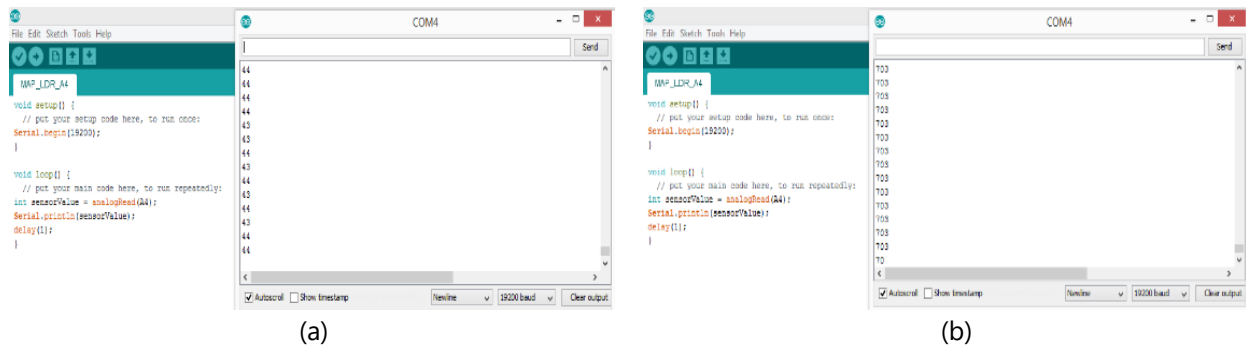 File Edit Sketch Tools Help
MAP_LDR_A4
void setup() {
// put your setup code here, to run once:
Serial.begin(19200);
}
void loop() {
// put your main code here, to run repeatedly:
int sensorValue = analogRead(A4);
Serial.println(sensorValue);
delay(1);
}
COM4
Send
44
44
44
44
43
43
44
43
44
43
44
43
44
44
Autoscroll Show timestamp Newline 19200 baud Clear output
(a)
File Edit Sketch Tools Help
MAP_LDR_A4
void setup() {
// put your setup code here, to run once:
Serial.begin(19200);
}
void loop() {
// put your main code here, to run repeatedly:
int sensorValue = analogRead(A4);
Serial.println(sensorValue);
delay(1);
}
COM4
Send
703
703
703
703
703
703
703
703
703
703
703
703
703
703
70
Autoscroll Show timestamp Newline 19200 baud Clear output
(b)